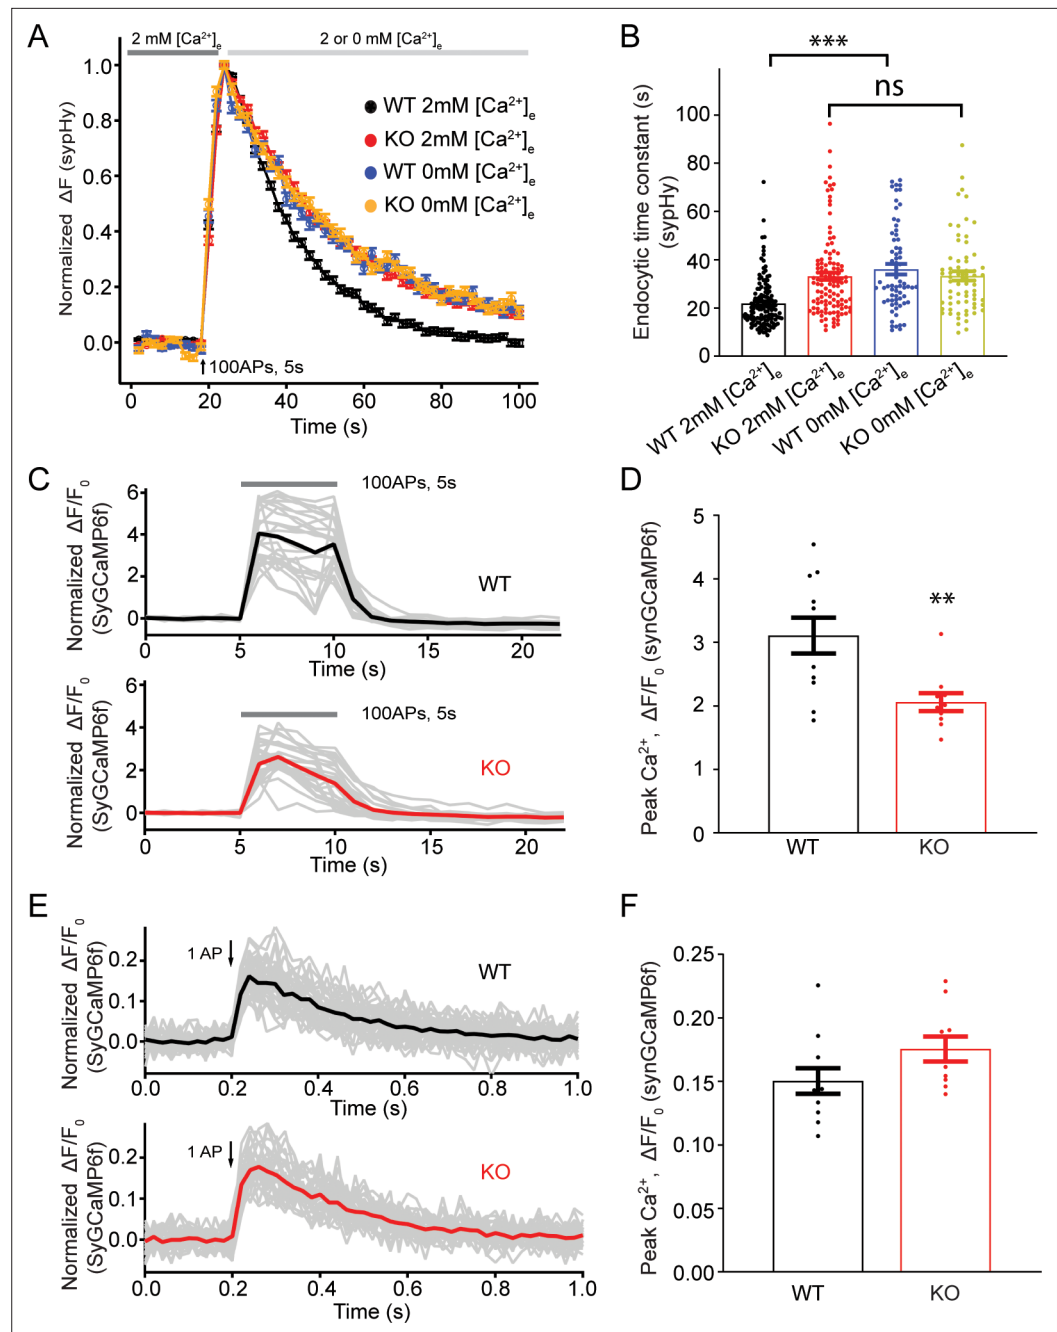 A
2 mM [Ca²⁺]ₑ
2 or 0 mM [Ca²⁺]ₑ
Normalized ΔF (sypHy)
1.0
0.8
0.6
0.4
0.2
0.0
WT 2mM [Ca²⁺]ₑ
KO 2mM [Ca²⁺]ₑ
WT 0mM [Ca²⁺]ₑ
KO 0mM [Ca²⁺]ₑ
100APs, 5s
0 20 40 60 80 100
Time (s)
B
***
ns
Endocytic time constant (s)
(sypHy)
100
80
60
40
20
0
WT 2mM [Ca²⁺]ₑ
KO 2mM [Ca²⁺]ₑ
WT 0mM [Ca²⁺]ₑ
KO 0mM [Ca²⁺]ₑ
C
Normalized ΔF/F₀
(SyGCaMP6f)
6
4
2
0
100APs, 5s
WT
0 5 10 15 20
Time (s)
Normalized ΔF/F₀
(SyGCaMP6f)
6
4
2
0
100APs, 5s
KO
0 5 10 15 20
Time (s)
D
Peak Ca²⁺, ΔF/F₀ (synGCaMP6f)
5
4
3
2
1
0
**
WT KO
E
Normalized ΔF/F₀
(SyGCaMP6f)
0.2
0.1
0.0
1 AP
WT
0.0 0.2 0.4 0.6 0.8 1.0
Time (s)
Normalized ΔF/F₀
(SyCaMP6f)
0.2
0.1
0.0
1 AP
KO
0.0 0.2 0.4 0.6 0.8 1.0
Time (s)
F
Peak Ca²⁺, ΔF/F₀ (synGCaMP6f)
0.25
0.20
0.15
0.10
0.05
0.00
WT KO